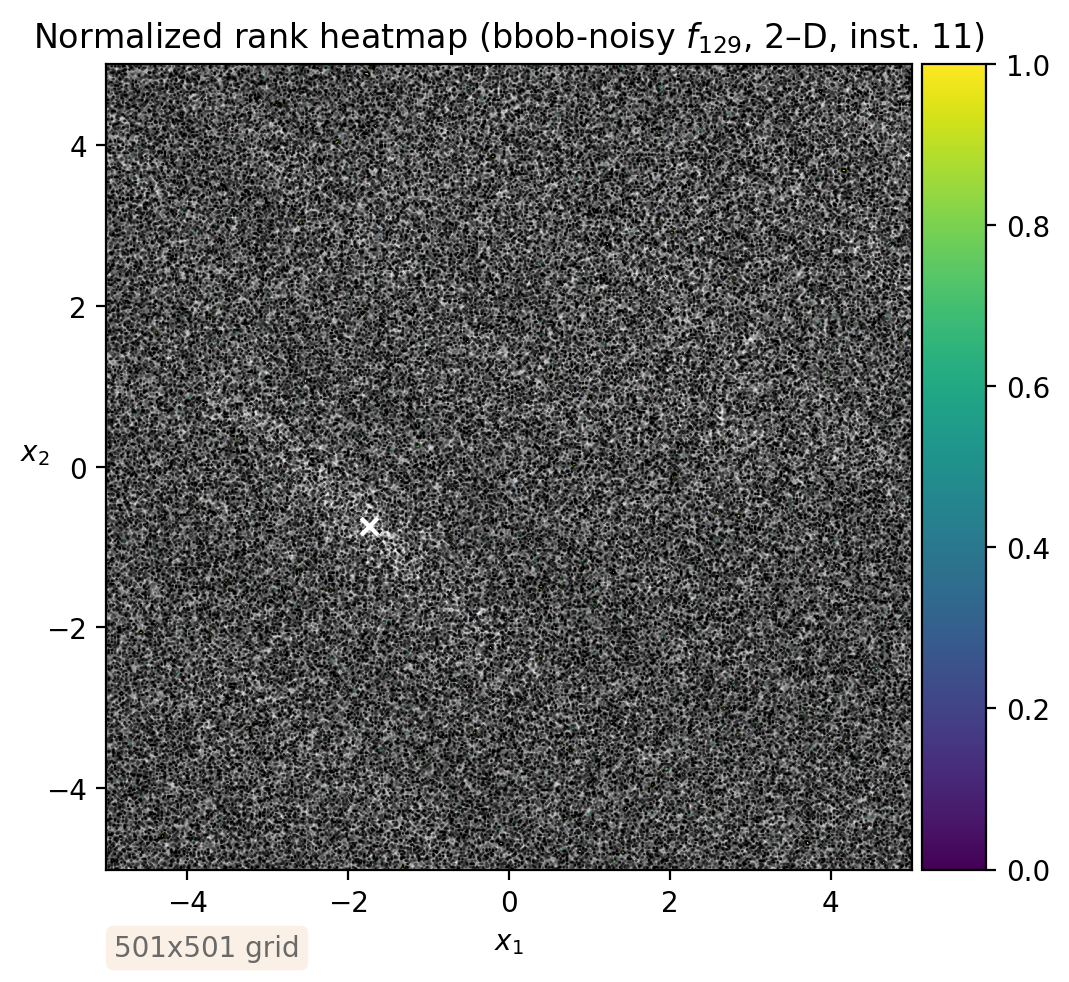 Normalized rank heatmap (bbob-noisy f₁₂₉, 2–D, inst. 11)
1.0
0.8
0.6
0.4
0.2
0.0
4
2
0
−2
−4
x₂
−4 −2 0 2 4
x₁
501x501 grid